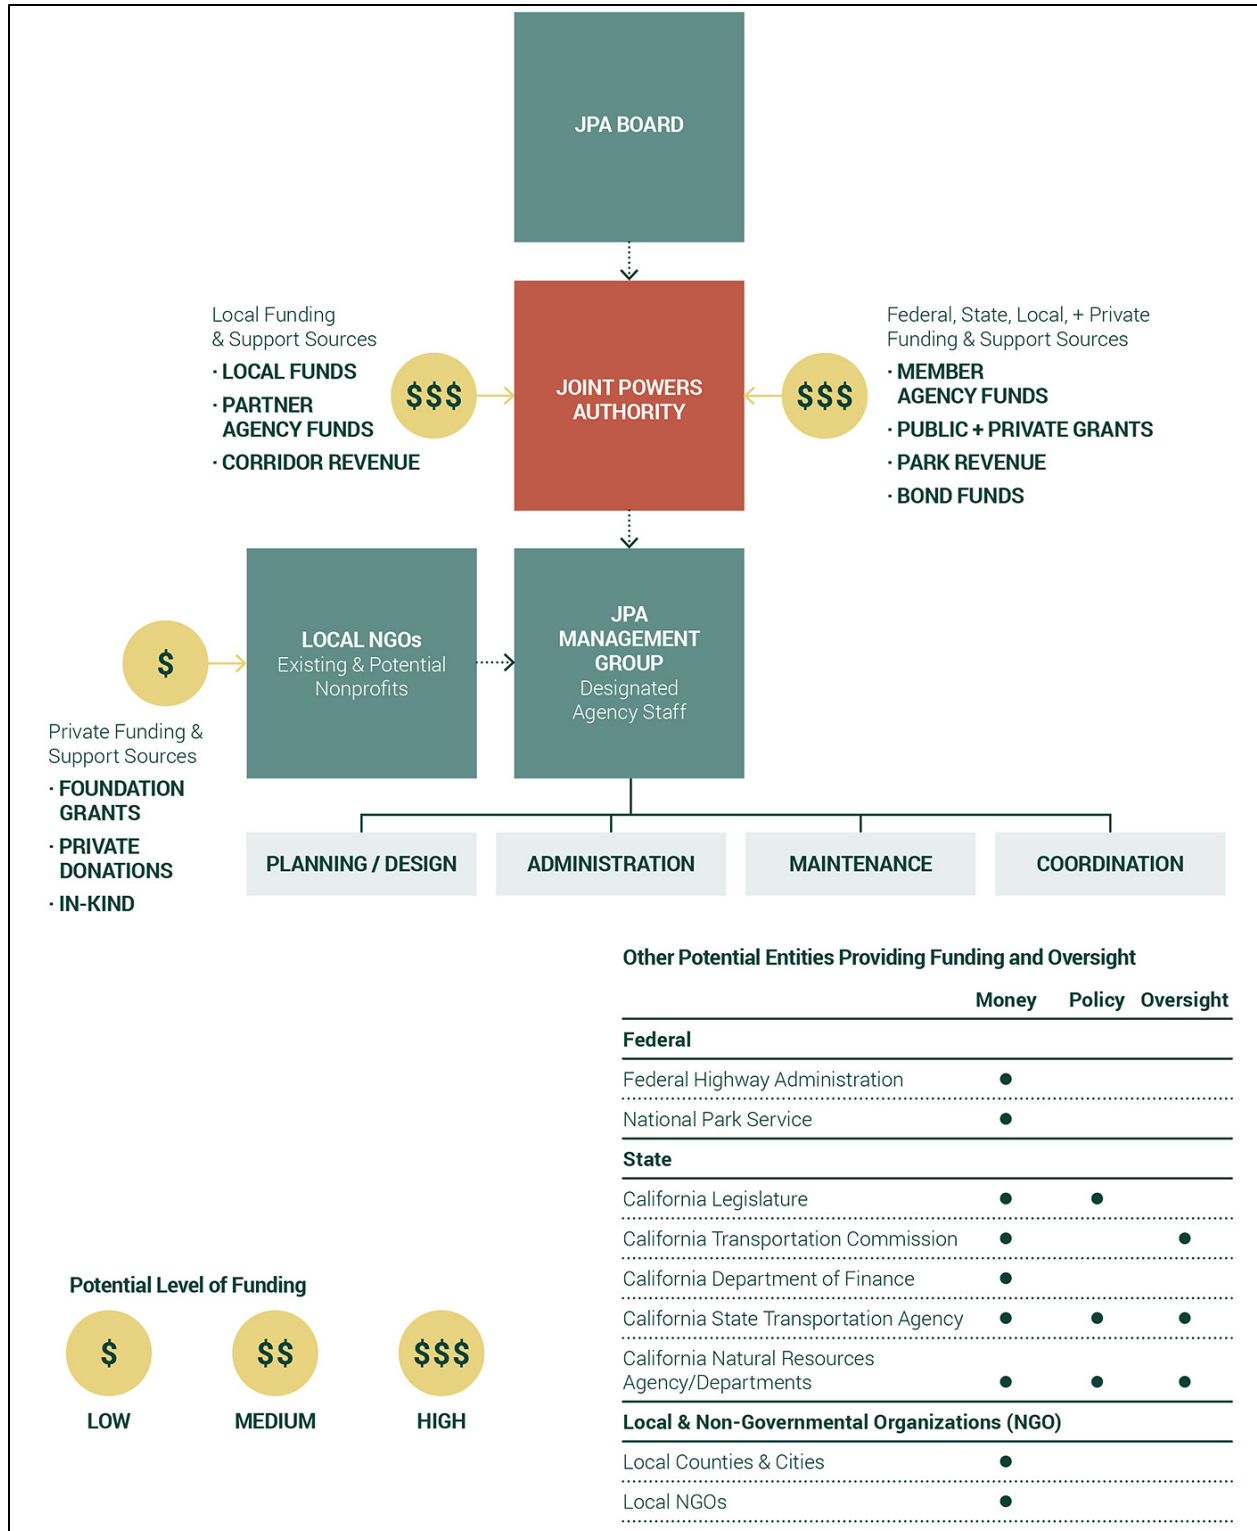 JPA BOARD
Local Funding
& Support Sources
· LOCAL FUNDS
· PARTNER
AGENCY FUNDS
· CORRIDOR REVENUE
$$$
JOINT POWERS
AUTHORITY
$$$
Federal, State, Local, + Private
Funding & Support Sources
· MEMBER
AGENCY FUNDS
· PUBLIC + PRIVATE GRANTS
· PARK REVENUE
· BOND FUNDS
$
Private Funding &
Support Sources
· FOUNDATION
GRANTS
· PRIVATE
DONATIONS
· IN-KIND
LOCAL NGOs
Existing & Potential
Nonprofits
JPA
MANAGEMENT
GROUP
Designated
Agency Staff
PLANNING / DESIGN
ADMINISTRATION
MAINTENANCE
COORDINATION
Other Potential Entities Providing Funding and Oversight
Money Policy Oversight
Federal
Federal Highway Administration ●
National Park Service ●
State
California Legislature ● ●
California Transportation Commission ● ●
California Department of Finance ●
California State Transportation Agency ● ● ●
California Natural Resources
Agency/Departments ● ● ●
Local & Non-Governmental Organizations (NGO)
Local Counties & Cities ●
Local NGOs ●
Potential Level of Funding
$ $$ $$$
LOW MEDIUM HIGH